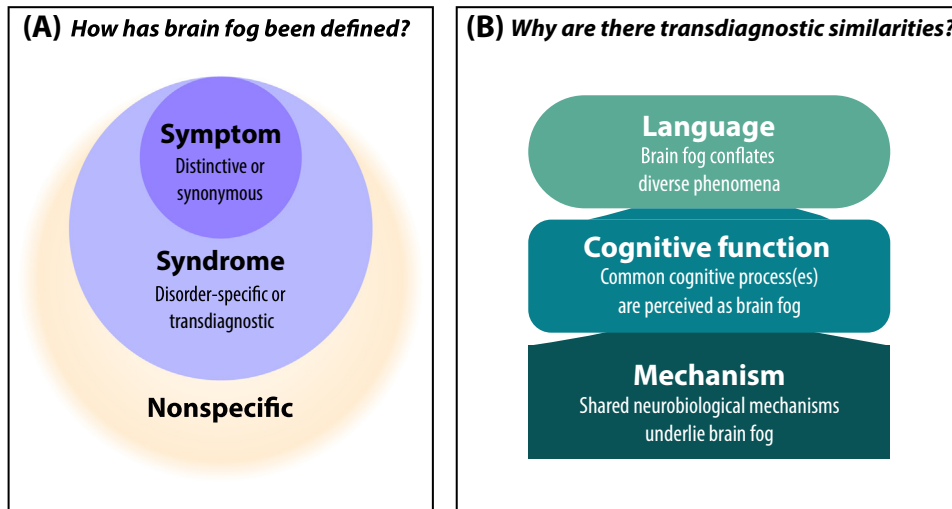 (A) How has brain fog been defined?
Symptom
Distinctive or
synonymous
Syndrome
Disorder-specific or
transdiagnostic
Nonspecific
(B) Why are there transdiagnostic similarities?
Language
Brain fog conflates
diverse phenomena
Cognitive function
Common cognitive process(es)
are perceived as brain fog
Mechanism
Shared neurobiological mechanisms
underlie brain fog